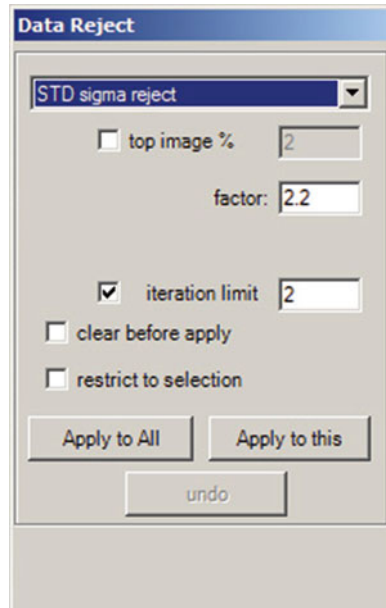 Data Reject
STD sigma reject
top image % 2
factor: 2.2
iteration limit 2
clear before apply
restrict to selection
Apply to All Apply to this
undo